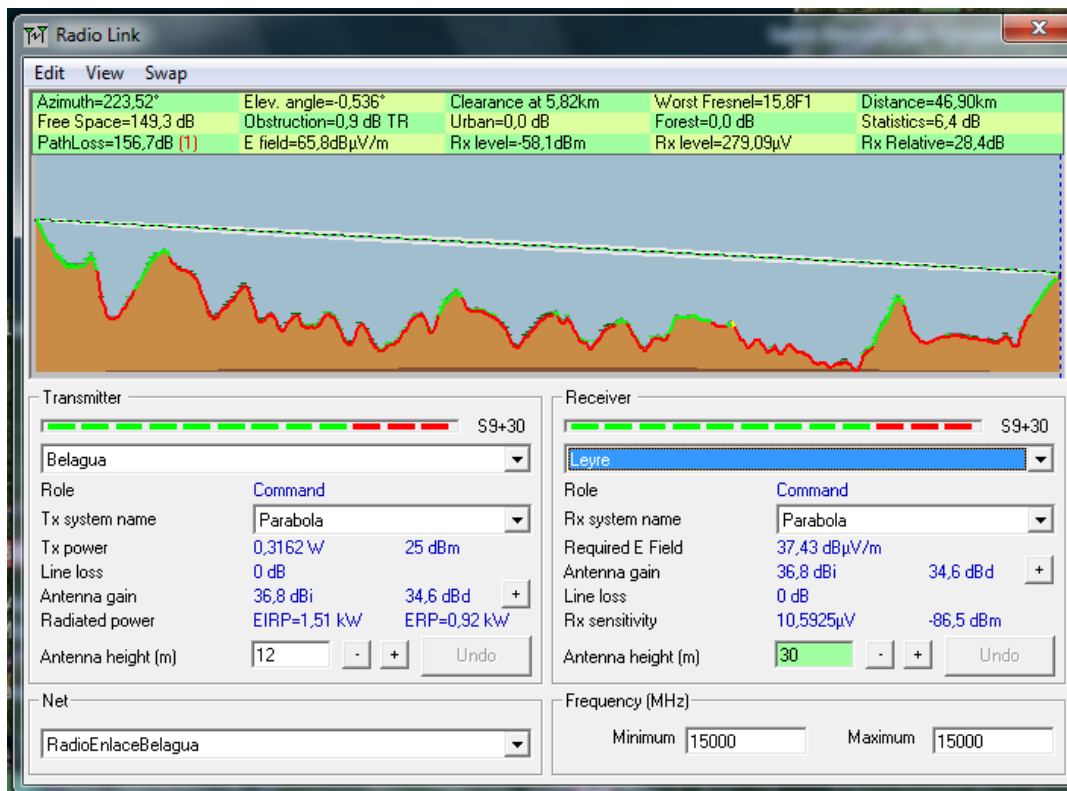 Radio Link
Edit View Swap
Azimuth=223,52° Elev. angle=-0,536° Clearance at 5,82km Worst Fresnel=15,8F1 Distance=46,90km
Free Space=149,3 dB Obstruction=0,9 dB TR Urban=0,0 dB Forest=0,0 dB Statistics=6,4 dB
PathLoss=156,7dB (1) E field=65,8dBµV/m Rx level=-58,1dBm Rx level=279,09µV Rx Relative=28,4dB
Transmitter
S9+30
Belagua
Role Command
Tx system name Parabola
Tx power 0,3162 W 25 dBm
Line loss 0 dB
Antenna gain 36,8 dBi 34,6 dBd +
Radiated power EIRP=1,51 kW ERP=0,92 kW
Antenna height (m) 12 - + Undo
Net
RadioEnlaceBelagua
Receiver
S9+30
Leyre
Role Command
Rx system name Parabola
Required E Field 37,43 dBµV/m
Antenna gain 36,8 dBi 34,6 dBd +
Line loss 0 dB
Rx sensitivity 10,5925µV -86,5 dBm
Antenna height (m) 30 - + Undo
Frequency (MHz)
Minimum 15000 Maximum 15000